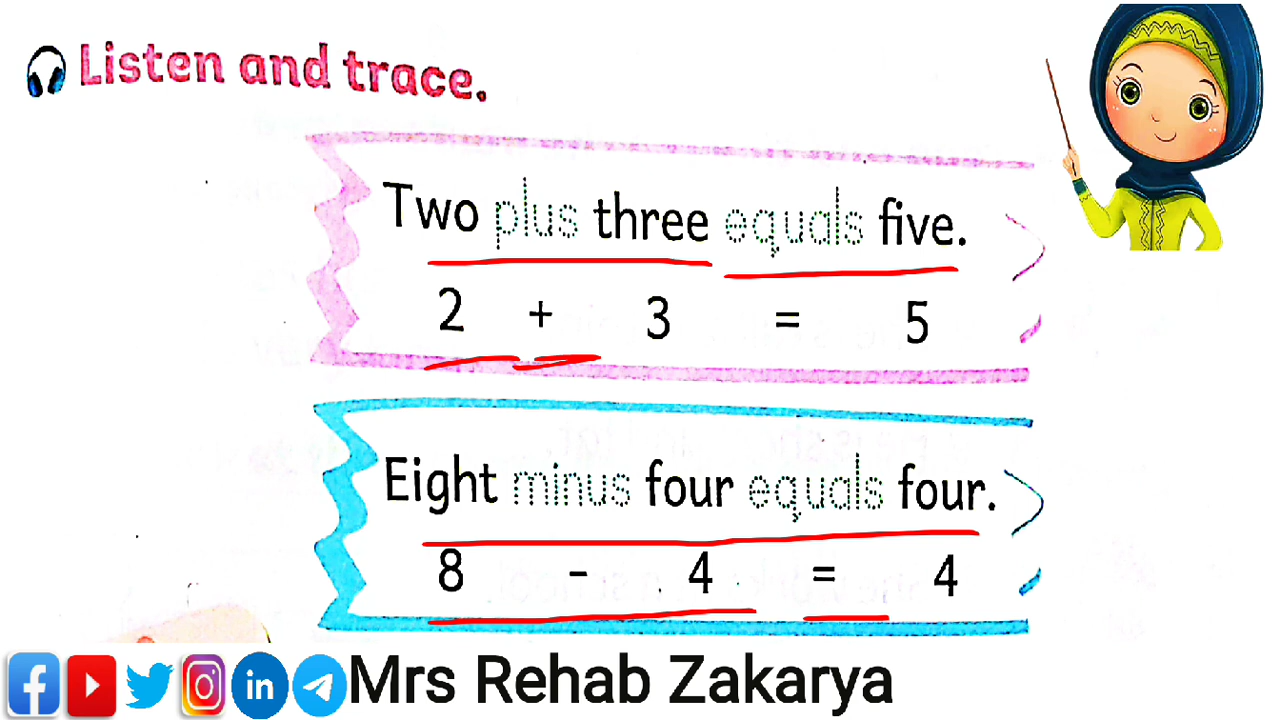 Listen and trace.
Two plus three equals five.
2 + 3 = 5
Eight minus four equals four.
8 - 4 = 4
Mrs Rehab Zakarya